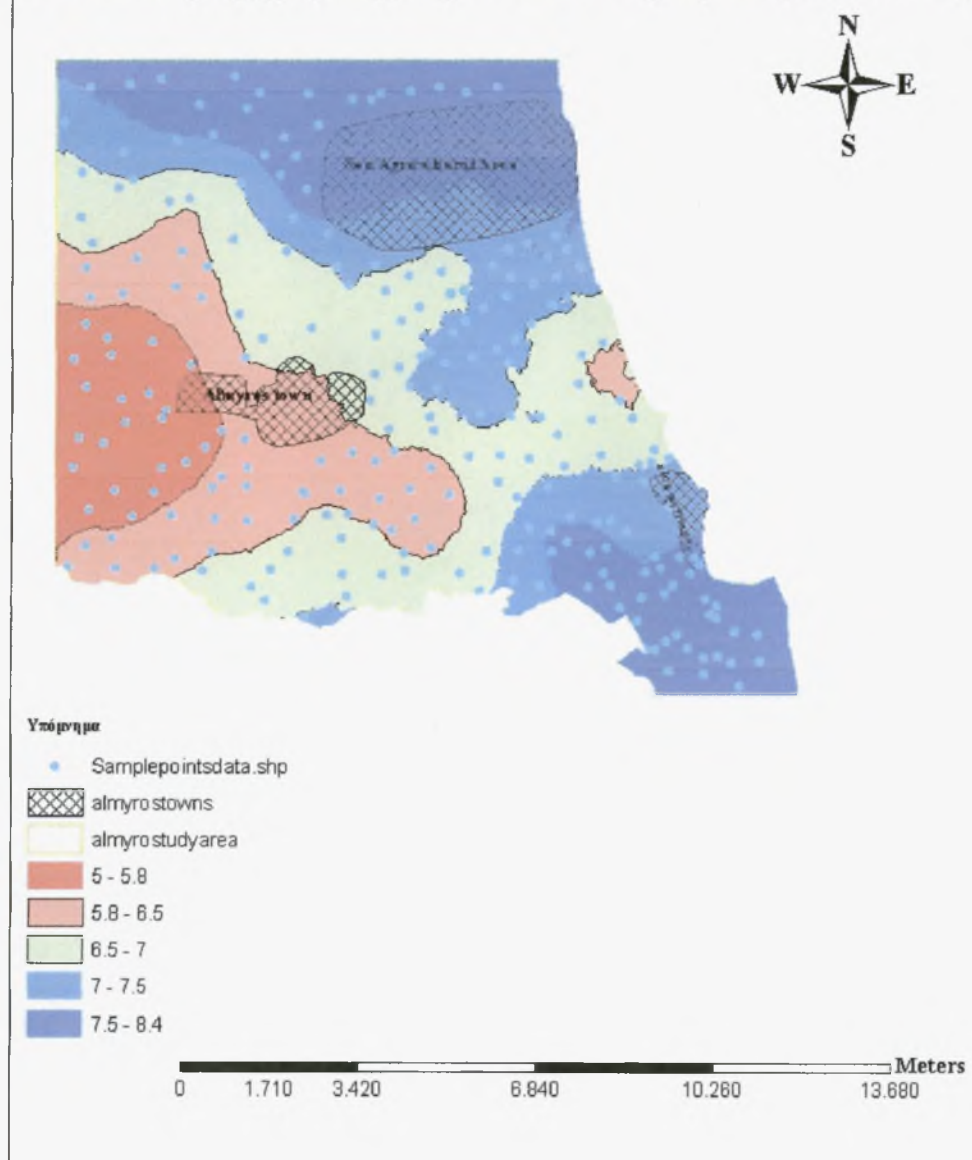 N
W E
S
Almyros town
Υπόμνημα
Samplepointsdata.shp
almyrostowns
almyrostudyarea
5 - 5.8
5.8 - 6.5
6.5 - 7
7 - 7.5
7.5 - 8.4
Meters
0 1.710 3.420 6.840 10.260 13.680